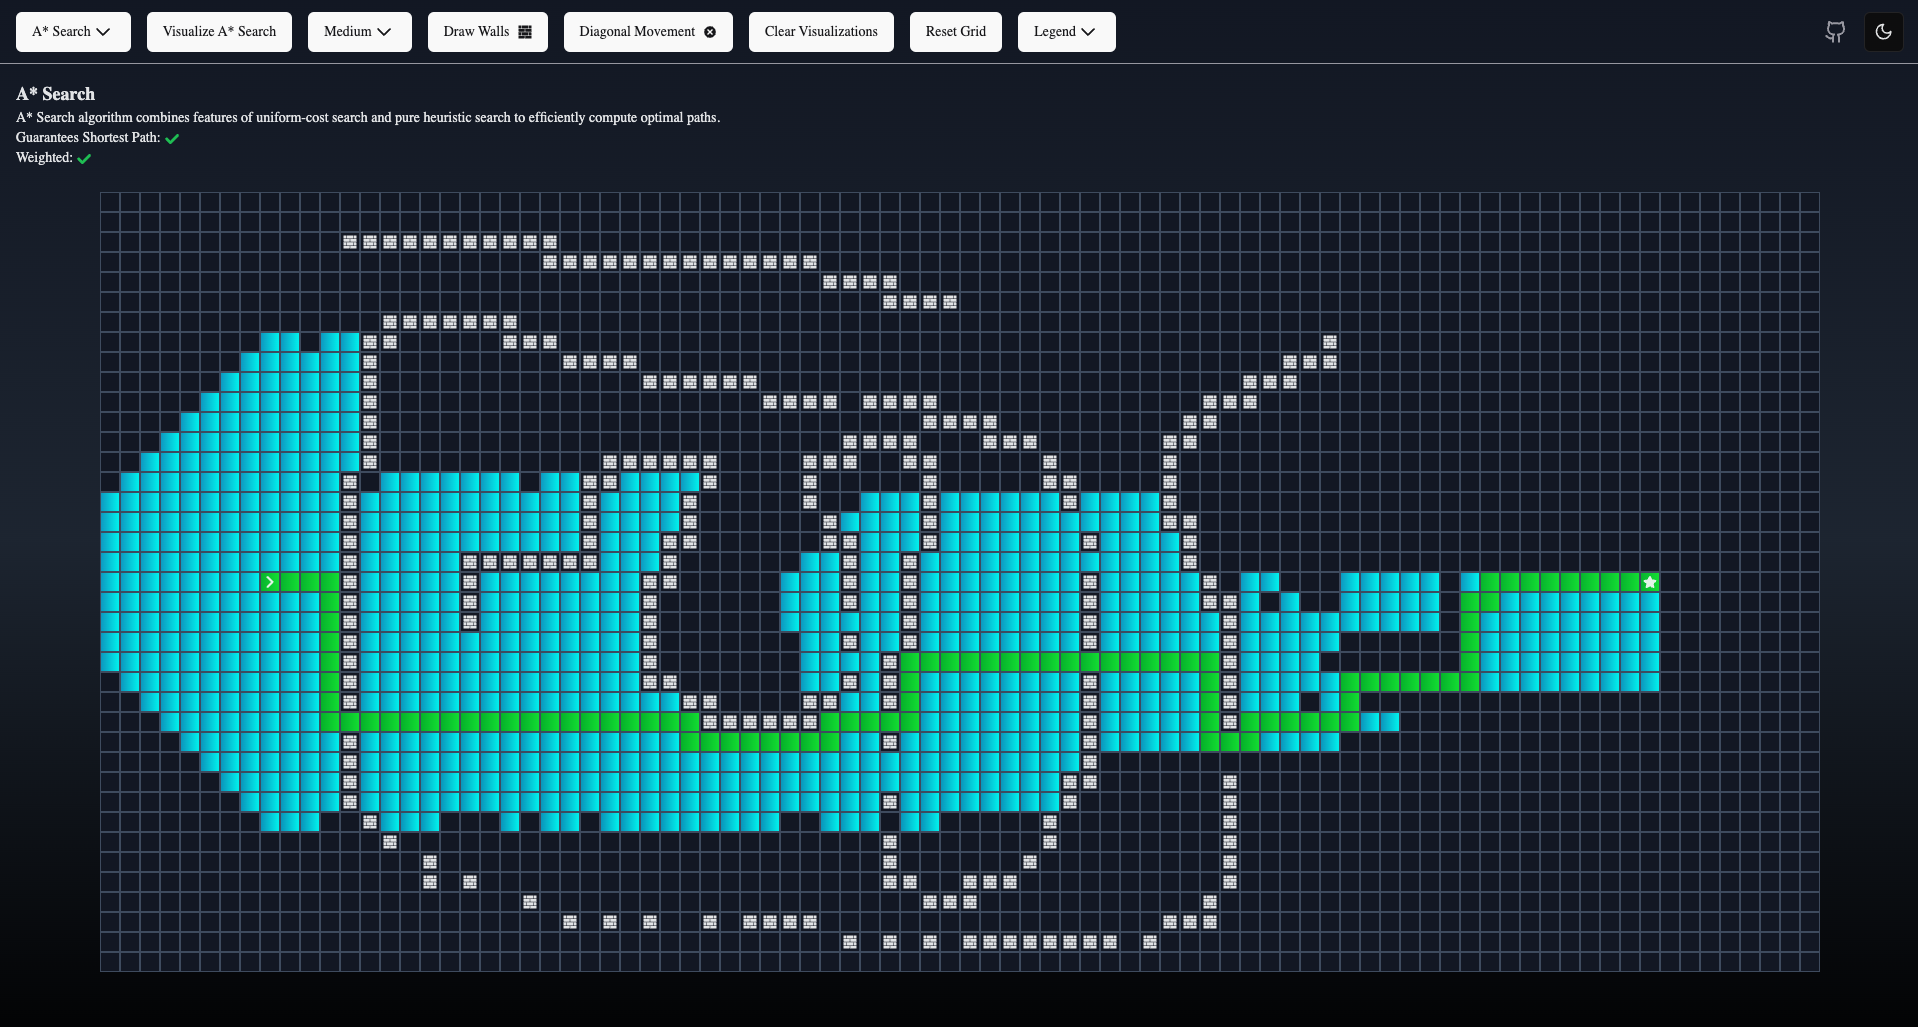 A* Search
Visualize A* Search
Medium
Draw Walls
Diagonal Movement
Clear Visualizations
Reset Grid
Legend
A* Search
A* Search algorithm combines features of uniform-cost search and pure heuristic search to efficiently compute optimal paths.
Guarantees Shortest Path:
Weighted: